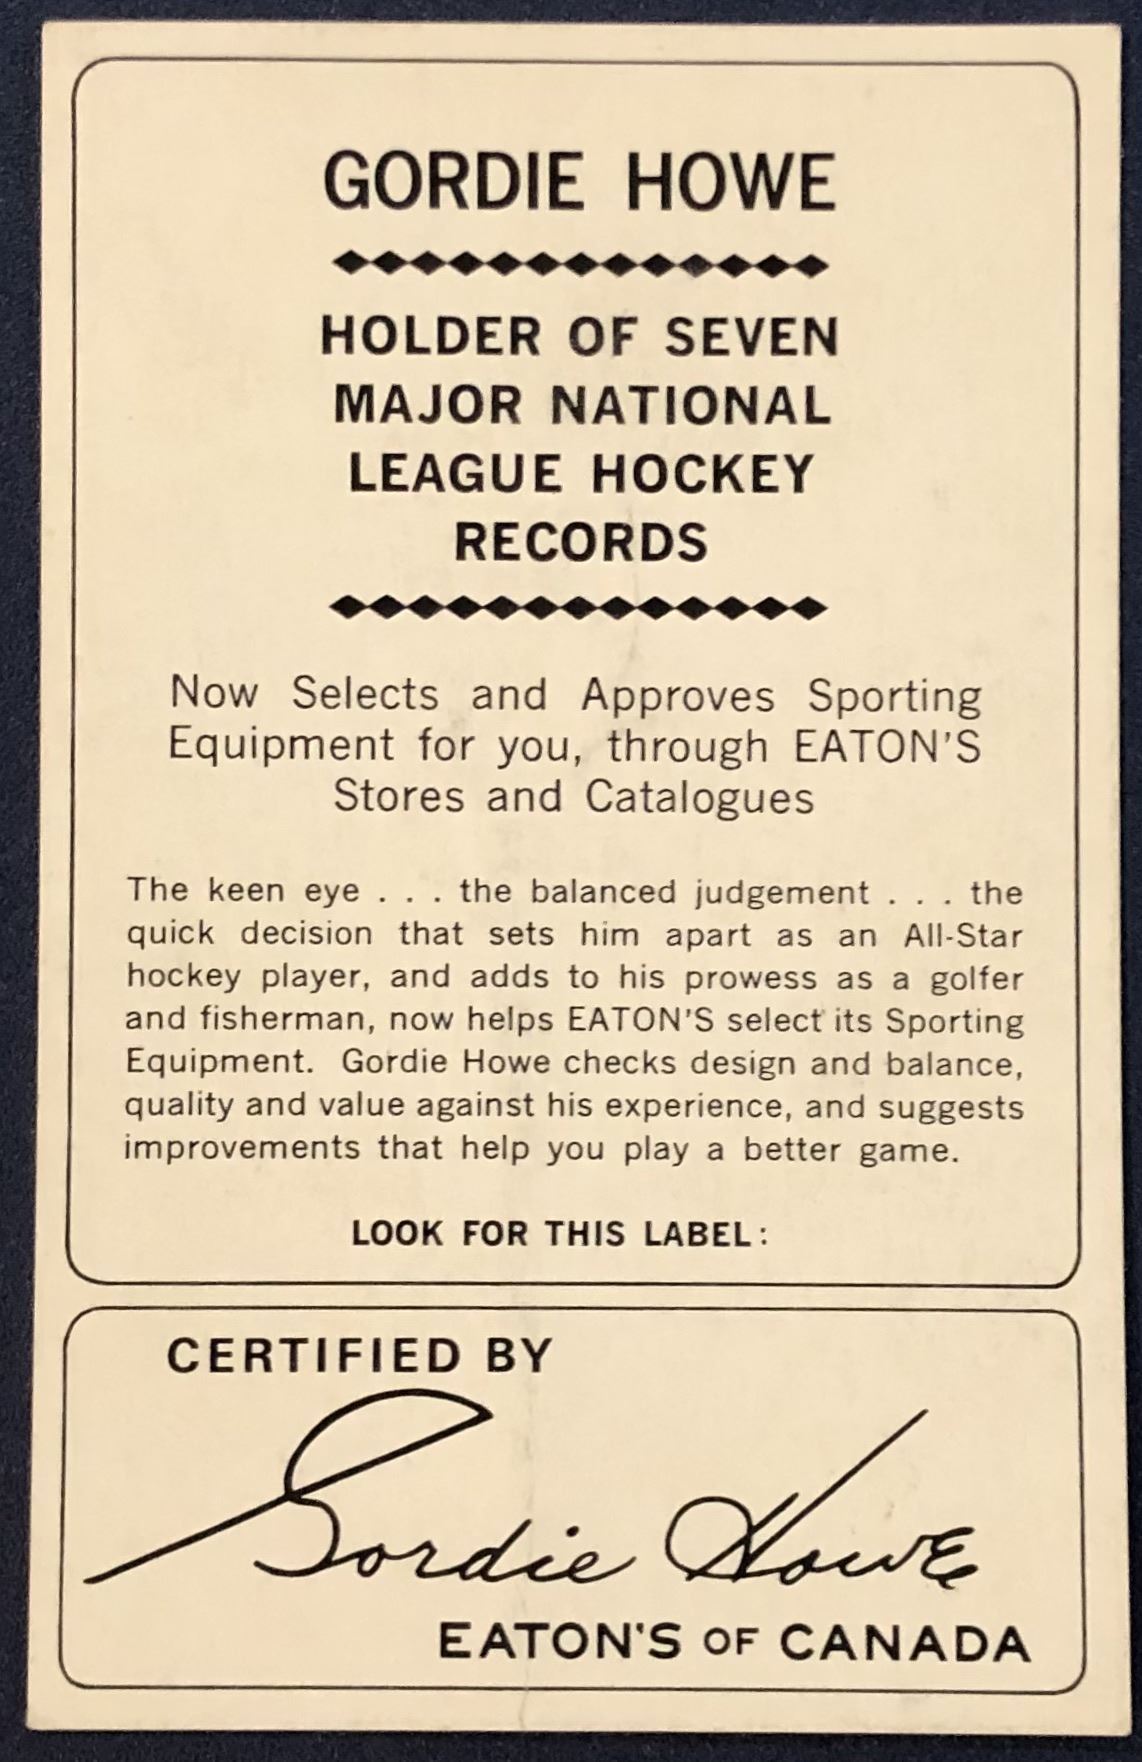 GORDIE HOWE
HOLDER OF SEVEN
MAJOR NATIONAL
LEAGUE HOCKEY
RECORDS
Now Selects and Approves Sporting
Equipment for you, through EATON'S
Stores and Catalogues
The keen eye . . . the balanced judgement . . . the
quick decision that sets him apart as an All-Star
hockey player, and adds to his prowess as a golfer
and fisherman, now helps EATON'S select its Sporting
Equipment. Gordie Howe checks design and balance,
quality and value against his experience, and suggests
improvements that help you play a better game.
LOOK FOR THIS LABEL:
CERTIFIED BY
Gordie Howe
EATON'S OF CANADA